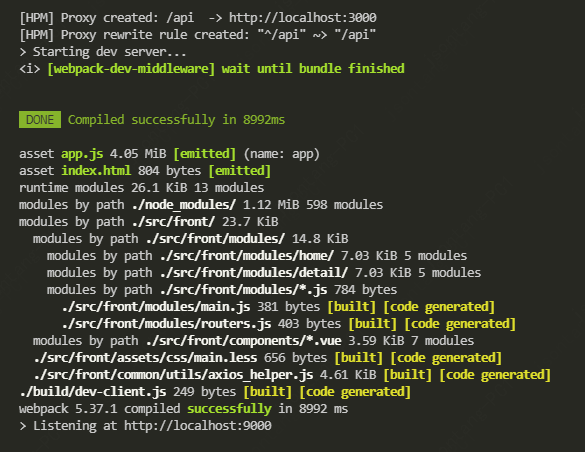 [HPM] Proxy created: /api  -> http://localhost:3000
[HPM] Proxy rewrite rule created: "^/api" ~> "/api"
> Starting dev server...
<i> [webpack-dev-middleware] wait until bundle finished
DONE Compiled successfully in 8992ms
asset app.js 4.05 MiB [emitted] (name: app)
asset index.html 804 bytes [emitted]
runtime modules 26.1 KiB 13 modules
modules by path ./node_modules/ 1.12 MiB 598 modules
modules by path ./src/front/ 23.7 KiB
  modules by path ./src/front/modules/ 14.8 KiB
    modules by path ./src/front/modules/home/ 7.03 KiB 5 modules
    modules by path ./src/front/modules/detail/ 7.03 KiB 5 modules
    modules by path ./src/front/modules/*.js 784 bytes
      ./src/front/modules/main.js 381 bytes [built] [code generated]
      ./src/front/modules/routers.js 403 bytes [built] [code generated]
  modules by path ./src/front/components/*.vue 3.59 KiB 7 modules
  ./src/front/assets/css/main.less 656 bytes [built] [code generated]
  ./src/front/common/utils/axios_helper.js 4.61 KiB [built] [code generated]
./build/dev-client.js 249 bytes [built] [code generated]
webpack 5.37.1 compiled successfully in 8992 ms
> Listening at http://localhost:9000